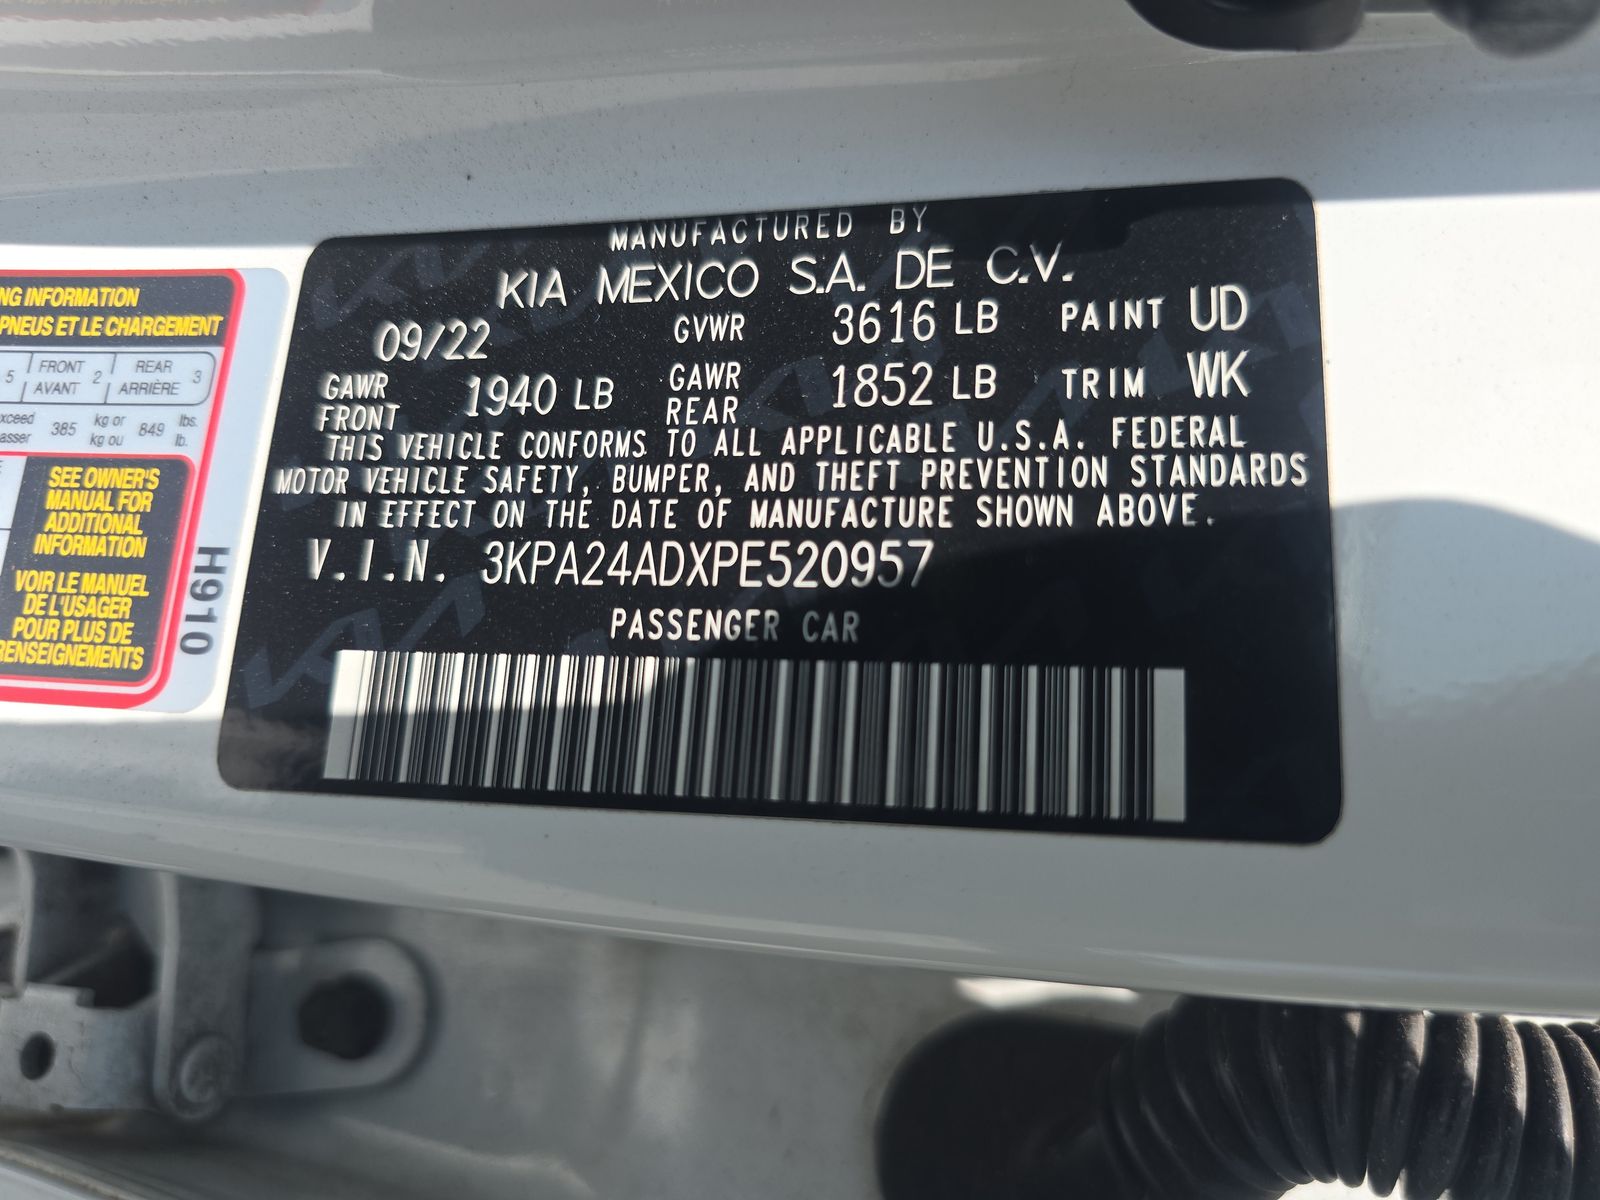 MANUFACTURED BY
KIA MEXICO S.A. DE C.V.
09/22 GVWR 3616 LB PAINT UD
GAWR FRONT 1940 LB GAWR REAR 1852 LB TRIM WK
THIS VEHICLE CONFORMS TO ALL APPLICABLE U.S.A. FEDERAL
MOTOR VEHICLE SAFETY, BUMPER, AND THEFT PREVENTION STANDARDS
IN EFFECT ON THE DATE OF MANUFACTURE SHOWN ABOVE.
V.I.N. 3KPA24ADXPE520957
PASSENGER CAR
INFORMATION
PNEUS ET LE CHARGEMENT
5 FRONT AVANT 2 REAR ARRIÈRE 3
385 kg or kg ou 849 lbs. lb.
SEE OWNER'S
MANUAL FOR
ADDITIONAL
INFORMATION
VOIR LE MANUEL
DE L'USAGER
POUR PLUS DE
RENSEIGNEMENTS
H910